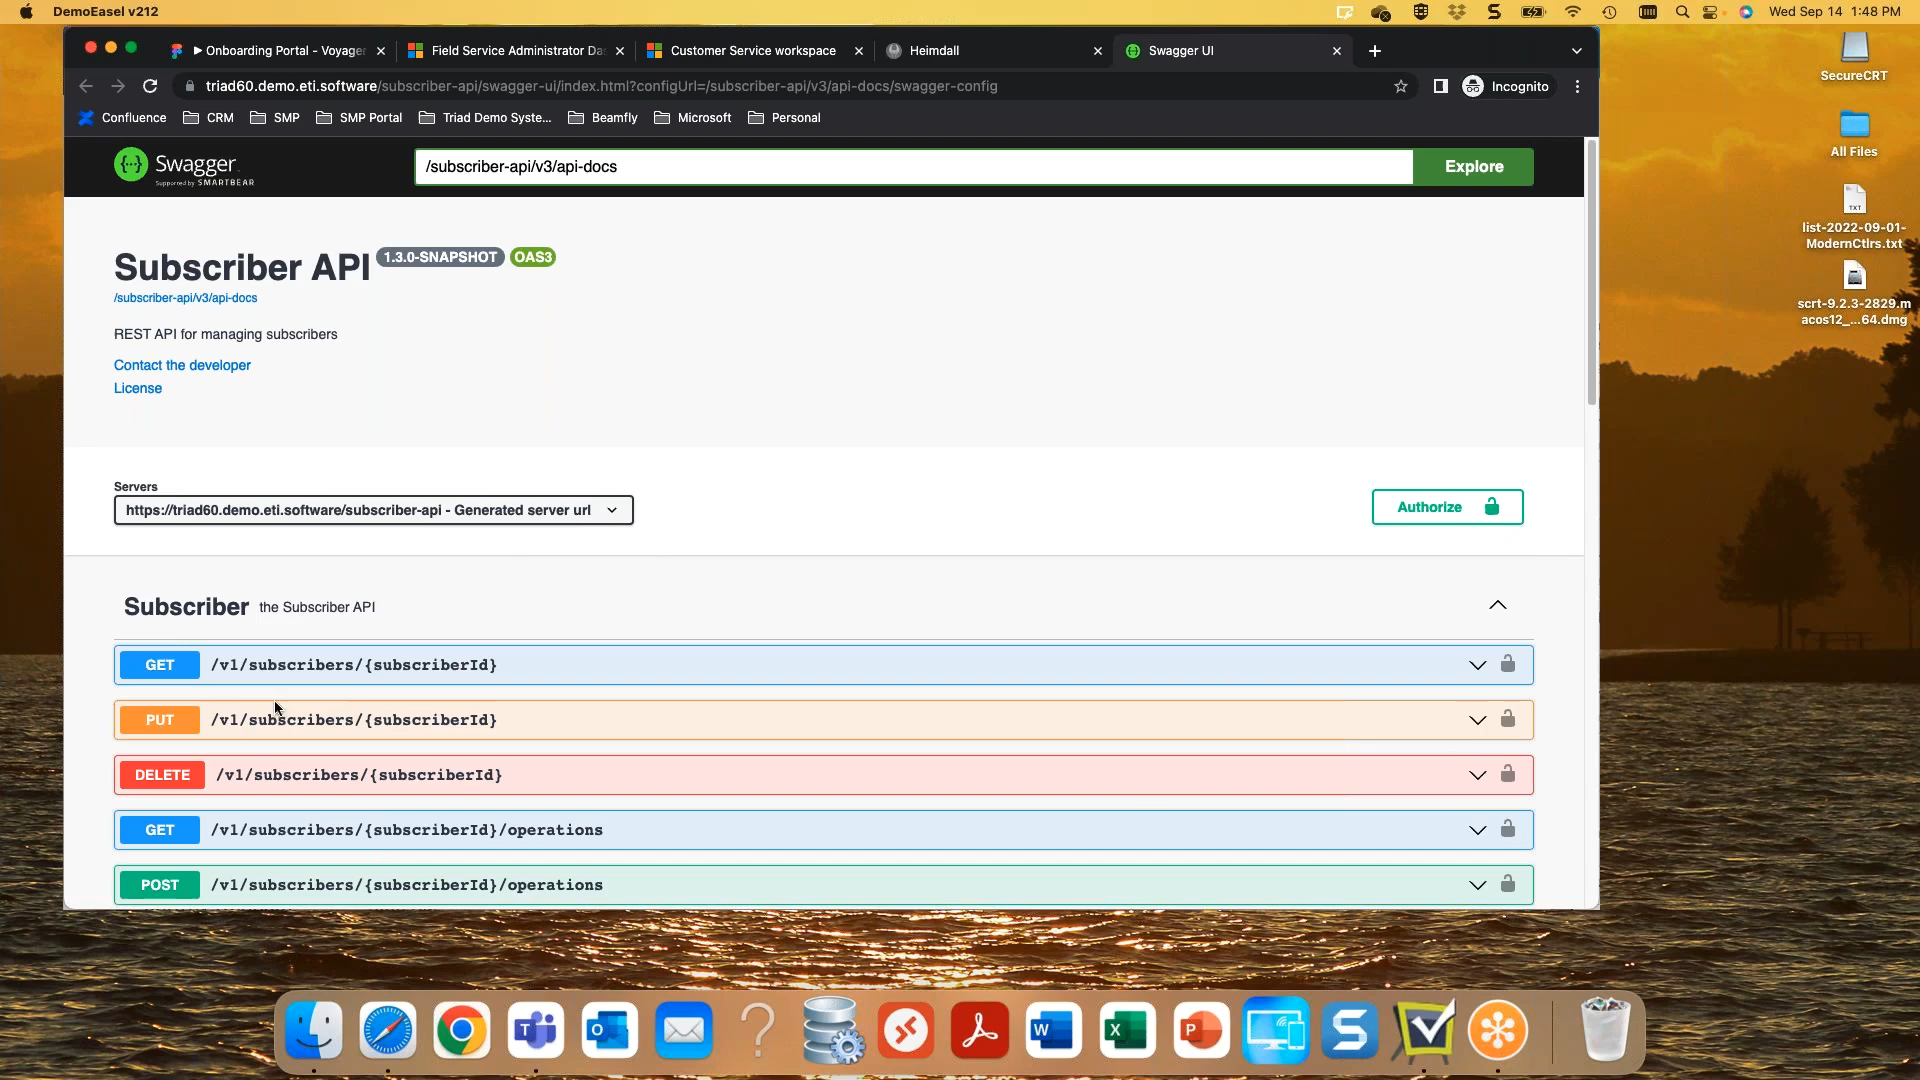 DemoEasel v212
Wed Sep 14 1:48 PM
▶ Onboarding Portal - Voyager
Field Service Administrator Da
Customer Service workspace
Heimdall
Swagger UI
triad60.demo.eti.software/subscriber-api/swagger-ui/index.html?configUrl=/subscriber-api/v3/api-docs/swagger-config
Incognito
Confluence
CRM
SMP
SMP Portal
Triad Demo Syste...
Beamfly
Microsoft
Personal
Swagger
Supported by SMARTBEAR
/subscriber-api/v3/api-docs
Explore
Subscriber API
1.3.0-SNAPSHOT
OAS3
/subscriber-api/v3/api-docs
REST API for managing subscribers
Contact the developer
License
Servers
https://triad60.demo.eti.software/subscriber-api - Generated server url
Authorize
Subscriber the Subscriber API
GET /v1/subscribers/{subscriberId}
PUT /v1/subscribers/{subscriberId}
DELETE /v1/subscribers/{subscriberId}
GET /v1/subscribers/{subscriberId}/operations
POST /v1/subscribers/{subscriberId}/operations
SecureCRT
All Files
TXT
list-2022-09-01-
ModernCtlrs.txt
scrt-9.2.3-2829.m
acos12_...64.dmg